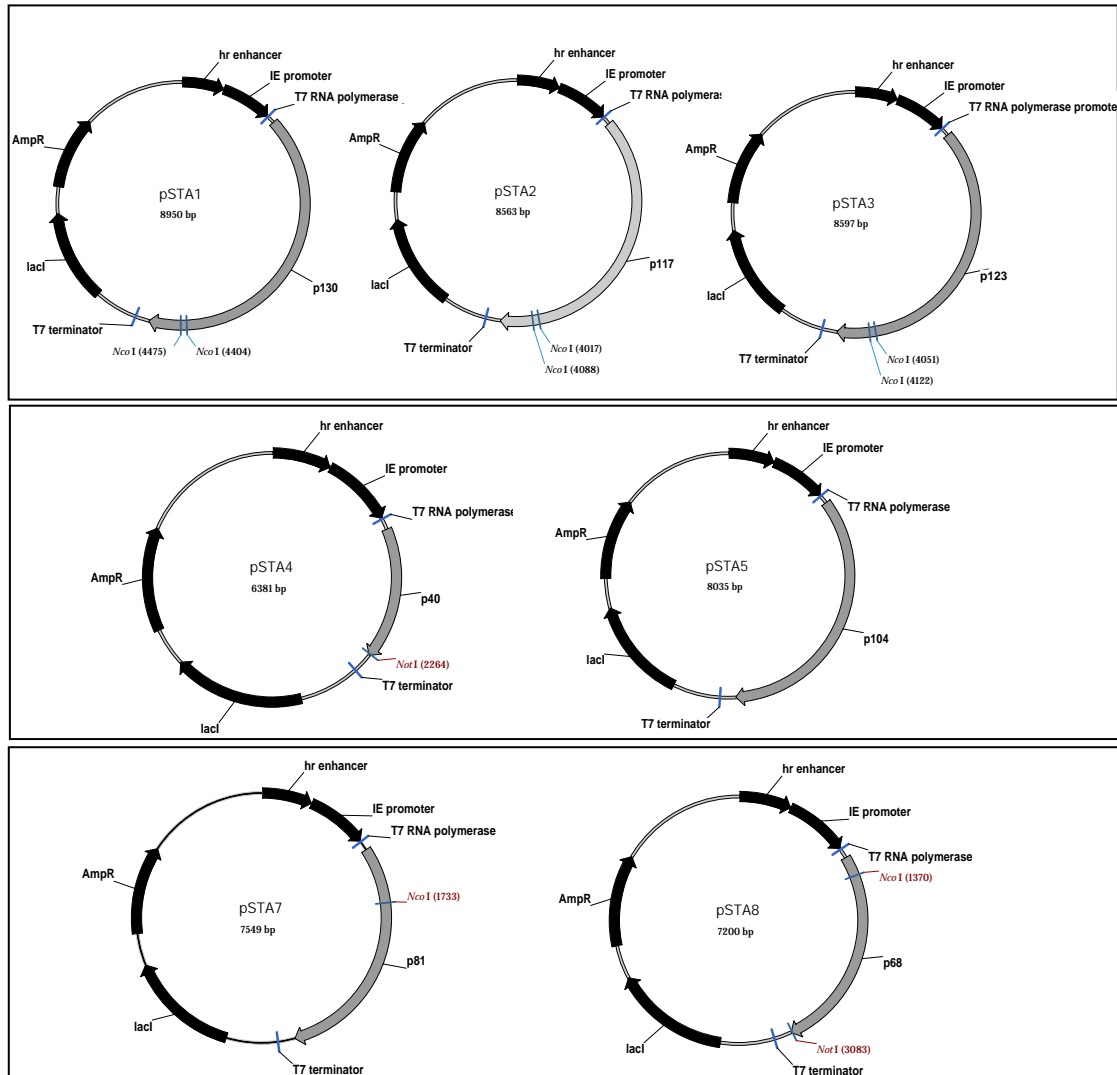 hr enhancer
IE promoter
T7 RNA polymerase
AmpR
pSTA1
8950 bp
lacI
p130
T7 terminator
Nco I (4475)
Nco I (4404)
hr enhancer
IE promoter
T7 RNA polymeras
AmpR
pSTA2
8563 bp
p117
lacI
T7 terminator
Nco I (4017)
Nco I (4088)
hr enhancer
IE promoter
T7 RNA polymerase promote
AmpR
pSTA3
8597 bp
p123
lacI
T7 terminator
Nco I (4051)
Nco I (4122)
hr enhancer
IE promoter
T7 RNA polymerase
AmpR
pSTA4
6381 bp
p40
Not I (2264)
T7 terminator
lacI
hr enhancer
IE promoter
T7 RNA polymerase
AmpR
pSTA5
8035 bp
p104
lacI
T7 terminator
hr enhancer
IE promoter
T7 RNA polymerase
AmpR
Nco I (1733)
pSTA7
7549 bp
p81
lacI
T7 terminator
hr enhancer
IE promoter
T7 RNA polymerase
Nco I (1370)
AmpR
pSTA8
7200 bp
p68
lacI
Not I (3083)
T7 terminator